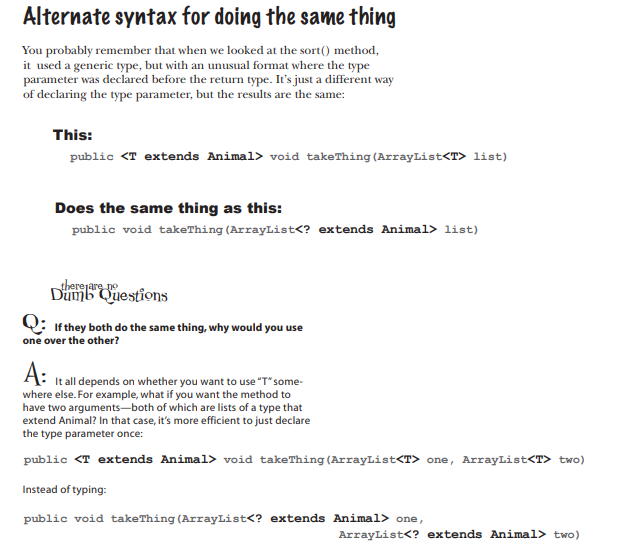 Alternate syntax for doing the same thing
You probably remember that when we looked at the sort() method,
it used a generic type, but with an unusual format where the type
parameter was declared before the return type. It's just a different way
of declaring the type parameter, but the results are the same:
This:
public <T extends Animal> void takeThing(ArrayList<T> list)
Does the same thing as this:
public void takeThing(ArrayList<? extends Animal> list)
there are no
Dumb Questions
Q: If they both do the same thing, why would you use
one over the other?
A: It all depends on whether you want to use “T” some-
where else. For example, what if you want the method to
have two arguments—both of which are lists of a type that
extend Animal? In that case, it's more efficient to just declare
the type parameter once:
public <T extends Animal> void takeThing(ArrayList<T> one, ArrayList<T> two)
Instead of typing:
public void takeThing(ArrayList<? extends Animal> one,
ArrayList<? extends Animal> two)